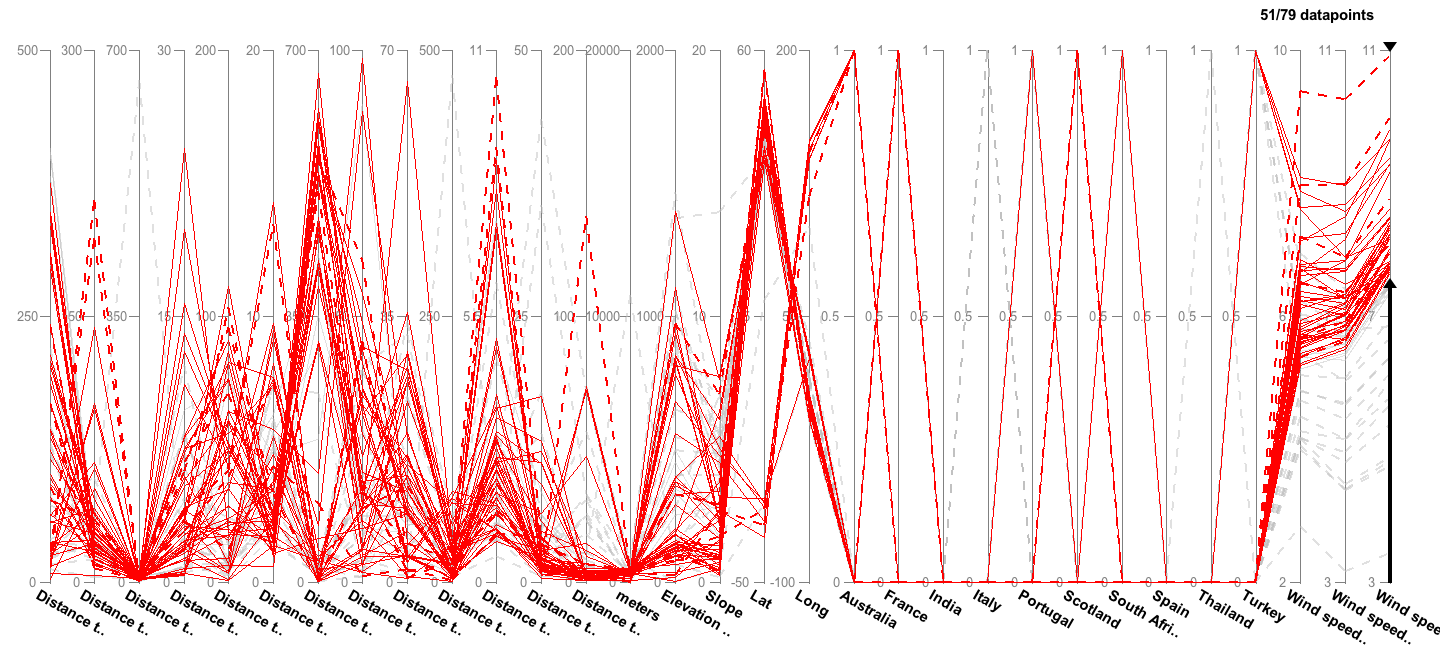 51/79 datapoints
500 300 700 30 200 20 700 100 70 500 11 50 200 20000 2000 20 60 200 1 1 1 1 1 1 1 1 1 1 10 11 11
250 350 15 100 10 250 100 10000 1000 10 0.5 0.5 0.5 0.5 0.5 0.5 0.5 0.5 0.5 0.5
0 0 0 0 0 0 0 0 0 0 0 0 0 0 0 0 -50 -100 0 0 0 0 0 0 0 0 0 0 2 3 3
Distance t.. Distance t.. Distance t.. Distance t.. Distance t.. Distance t.. Distance t.. Distance t.. Distance t.. Distance t.. Distance t.. Distance t.. Distance t.. meters Elevation .. Slope Lat Long Australia France India Italy Portugal Scotland South Afri.. Spain Thailand Turkey Wind speed.. Wind speed.. Wind spee